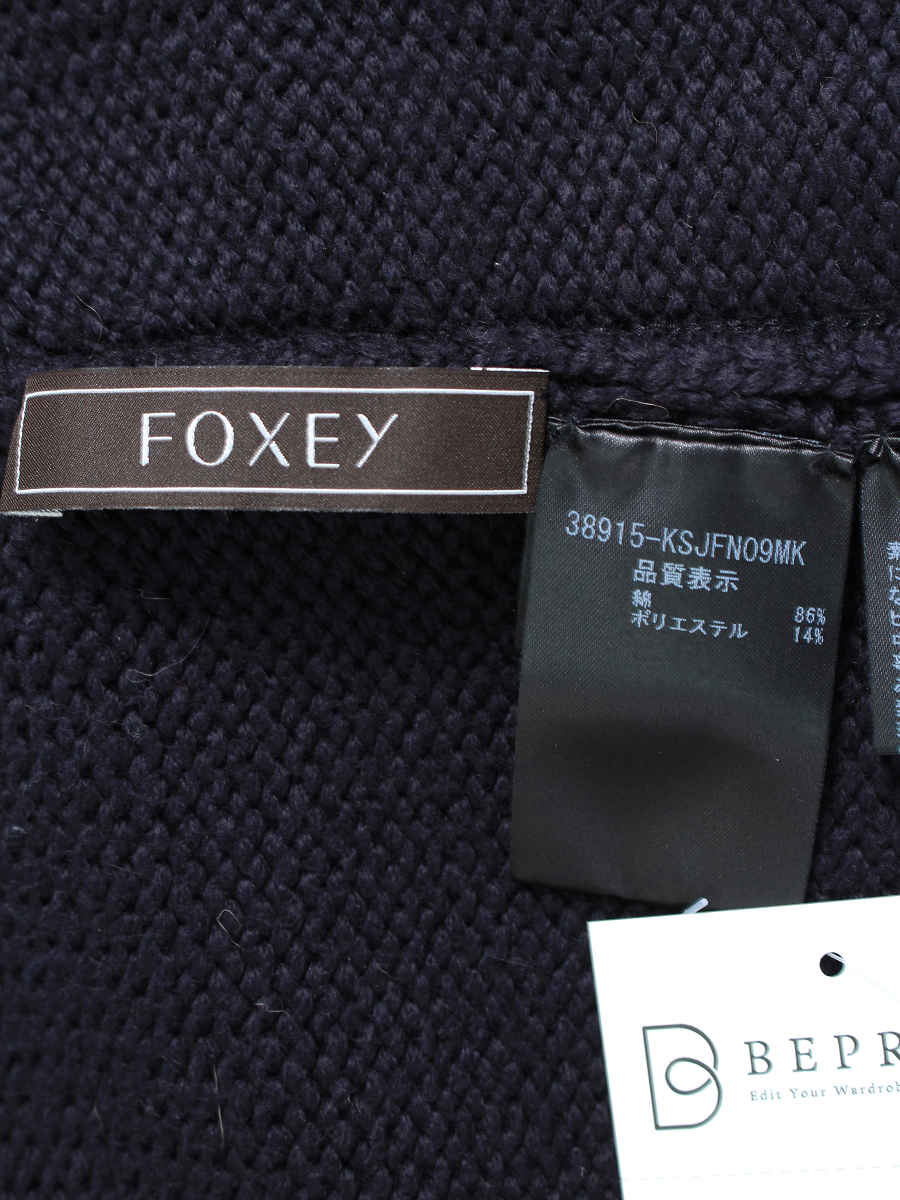 FOXEY
38915-KSJFN09MK
品質表示
綿 86%
ポリエステル 14%
BEPR
Edit Your Wardrob